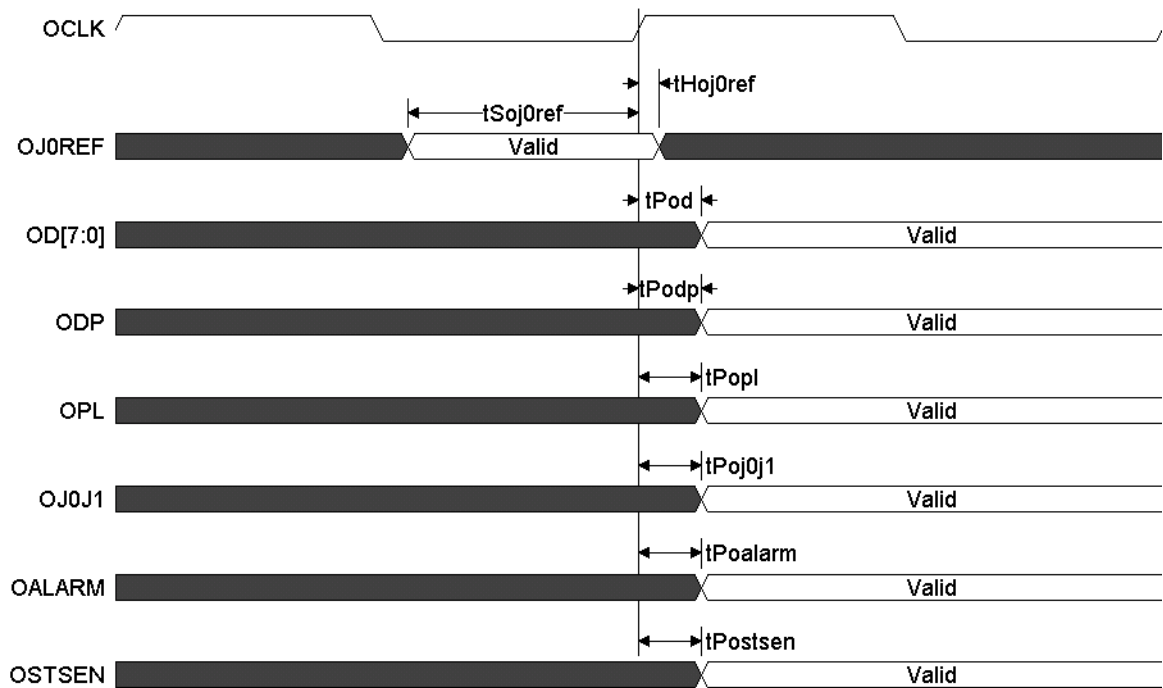 OCLK
tHoj0ref
tSoj0ref
OJ0REF
Valid
tPod
OD[7:0]
Valid
tPodp
ODP
Valid
tPopl
OPL
Valid
tPoj0j1
OJ0J1
Valid
tPoalarm
OALARM
Valid
tPostsen
OSTSEN
Valid